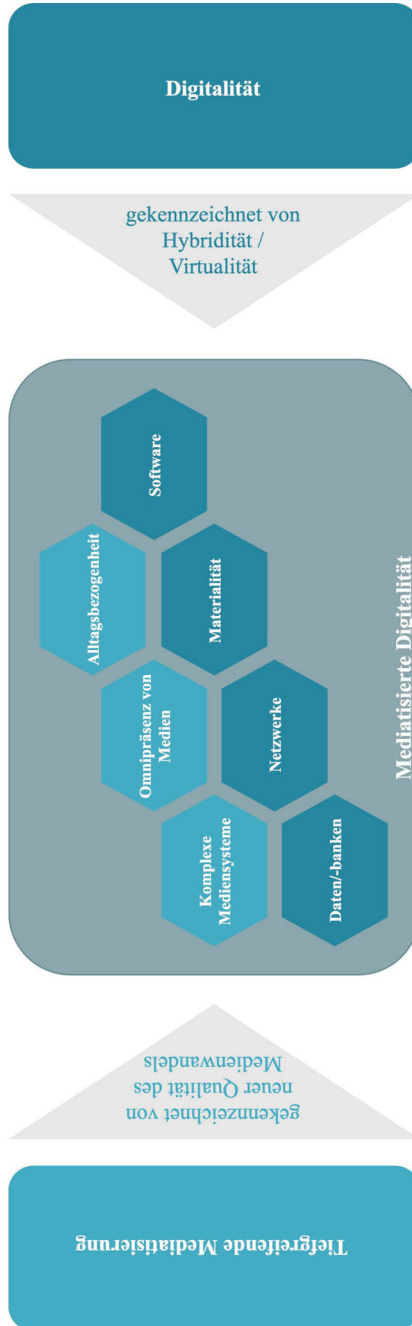 Digitalität
gekennzeichnet von
Hybridität /
Virtualität
Software
Alltagsbezogenheit
Materialität
Omnipräsenz von
Medien
Netzwerke
Komplexe
Mediensysteme
Daten/-banken
Mediatisierte Digitalität
gekennzeichnet von
neuer Qualität des
Medienwandels
Tiefgreifende Mediatisierung